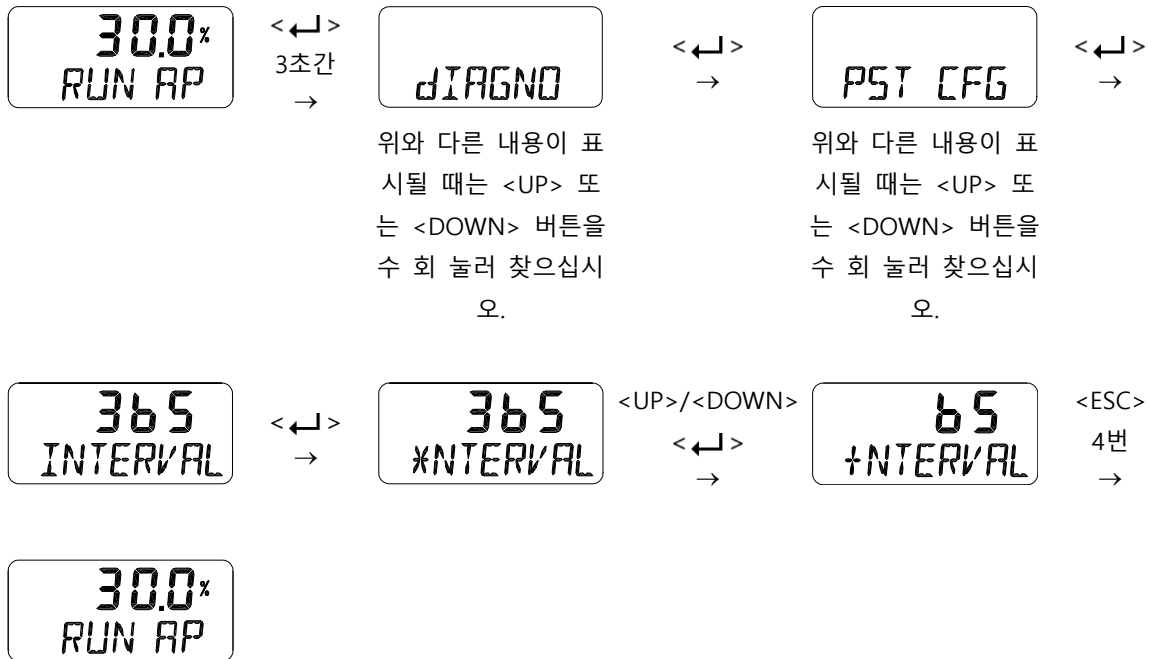 30.0%
RUN AP
<↵>
3초간
→
dIAGNO
위와 다른 내용이 표
시될 때는 <UP> 또
는 <DOWN> 버튼을
수 회 눌러 찾으십시
오.
<↵>
→
PST CFG
위와 다른 내용이 표
시될 때는 <UP> 또
는 <DOWN> 버튼을
수 회 눌러 찾으십시
오.
<↵>
→
365
INTERVAL
<↵>
→
365
*NTERVAL
<UP>/<DOWN>
<↵>
→
65
+NTERVAL
<ESC>
4번
→
30.0%
RUN AP